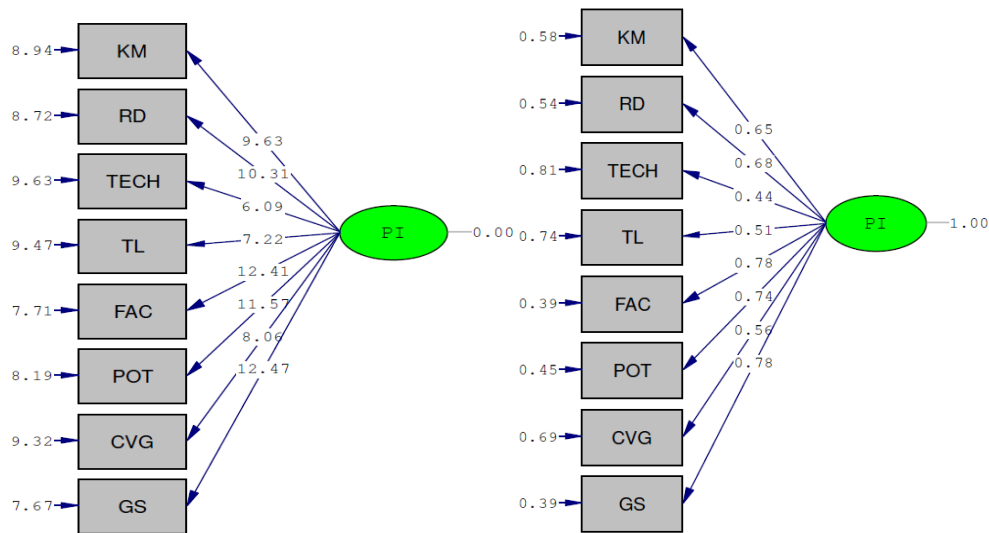 8.94 KM
8.72 RD
9.63 TECH
9.47 TL
7.71 FAC
8.19 POT
9.32 CVG
7.67 GS
9.63
10.31
6.09
7.22
12.41
11.57
8.06
12.47
PI 0.00
0.58 KM
0.54 RD
0.81 TECH
0.74 TL
0.39 FAC
0.45 POT
0.69 CVG
0.39 GS
0.65
0.68
0.44
0.51
0.78
0.74
0.56
0.78
PI 1.00